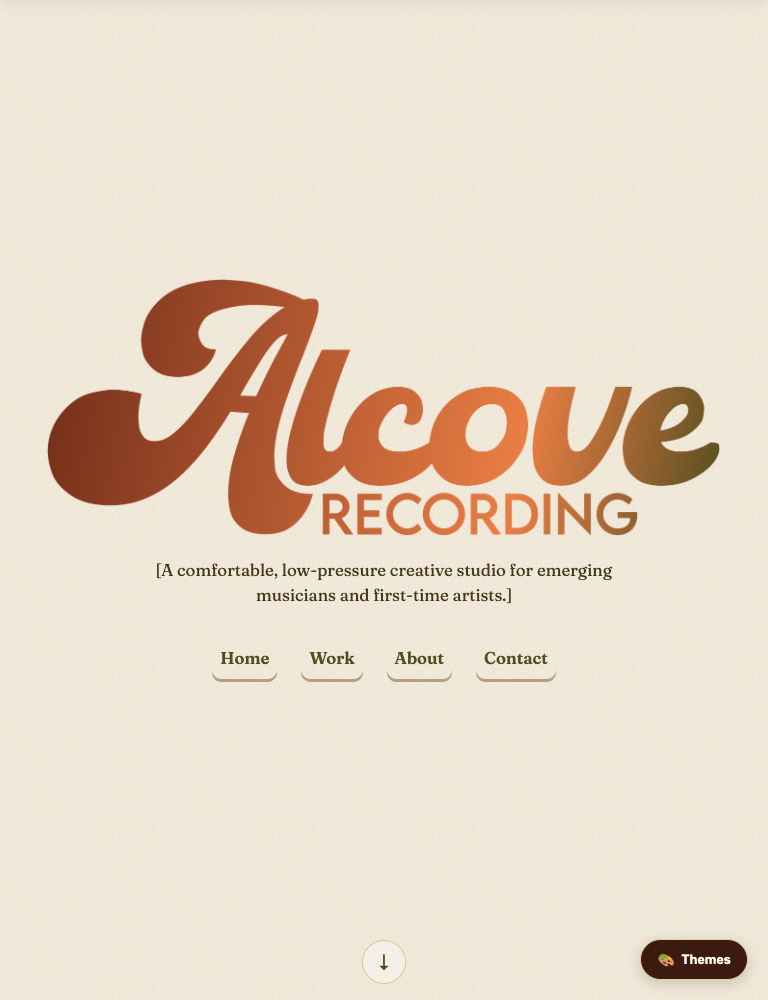 Alcove
RECORDING
[A comfortable, low-pressure creative studio for emerging
musicians and first-time artists.]
Home Work About Contact
↓
🎨 Themes